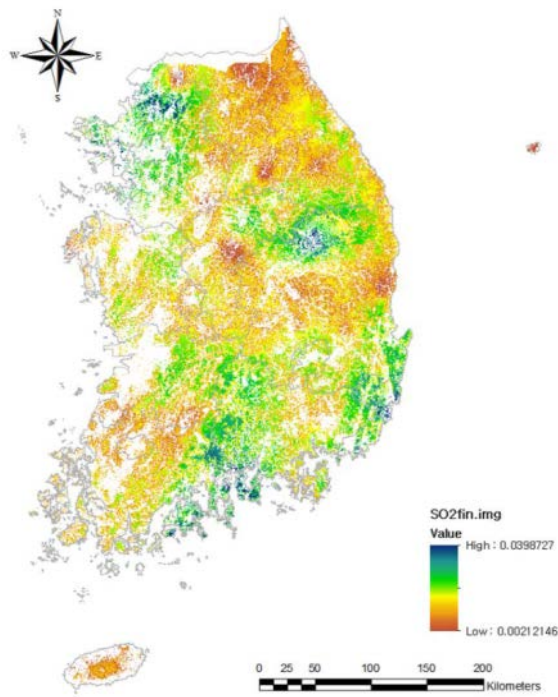 N
W E
S
SO2fin.img
Value
High : 0.0398727
Low : 0.00212146
0 25 50 100 150 200
Kilometers